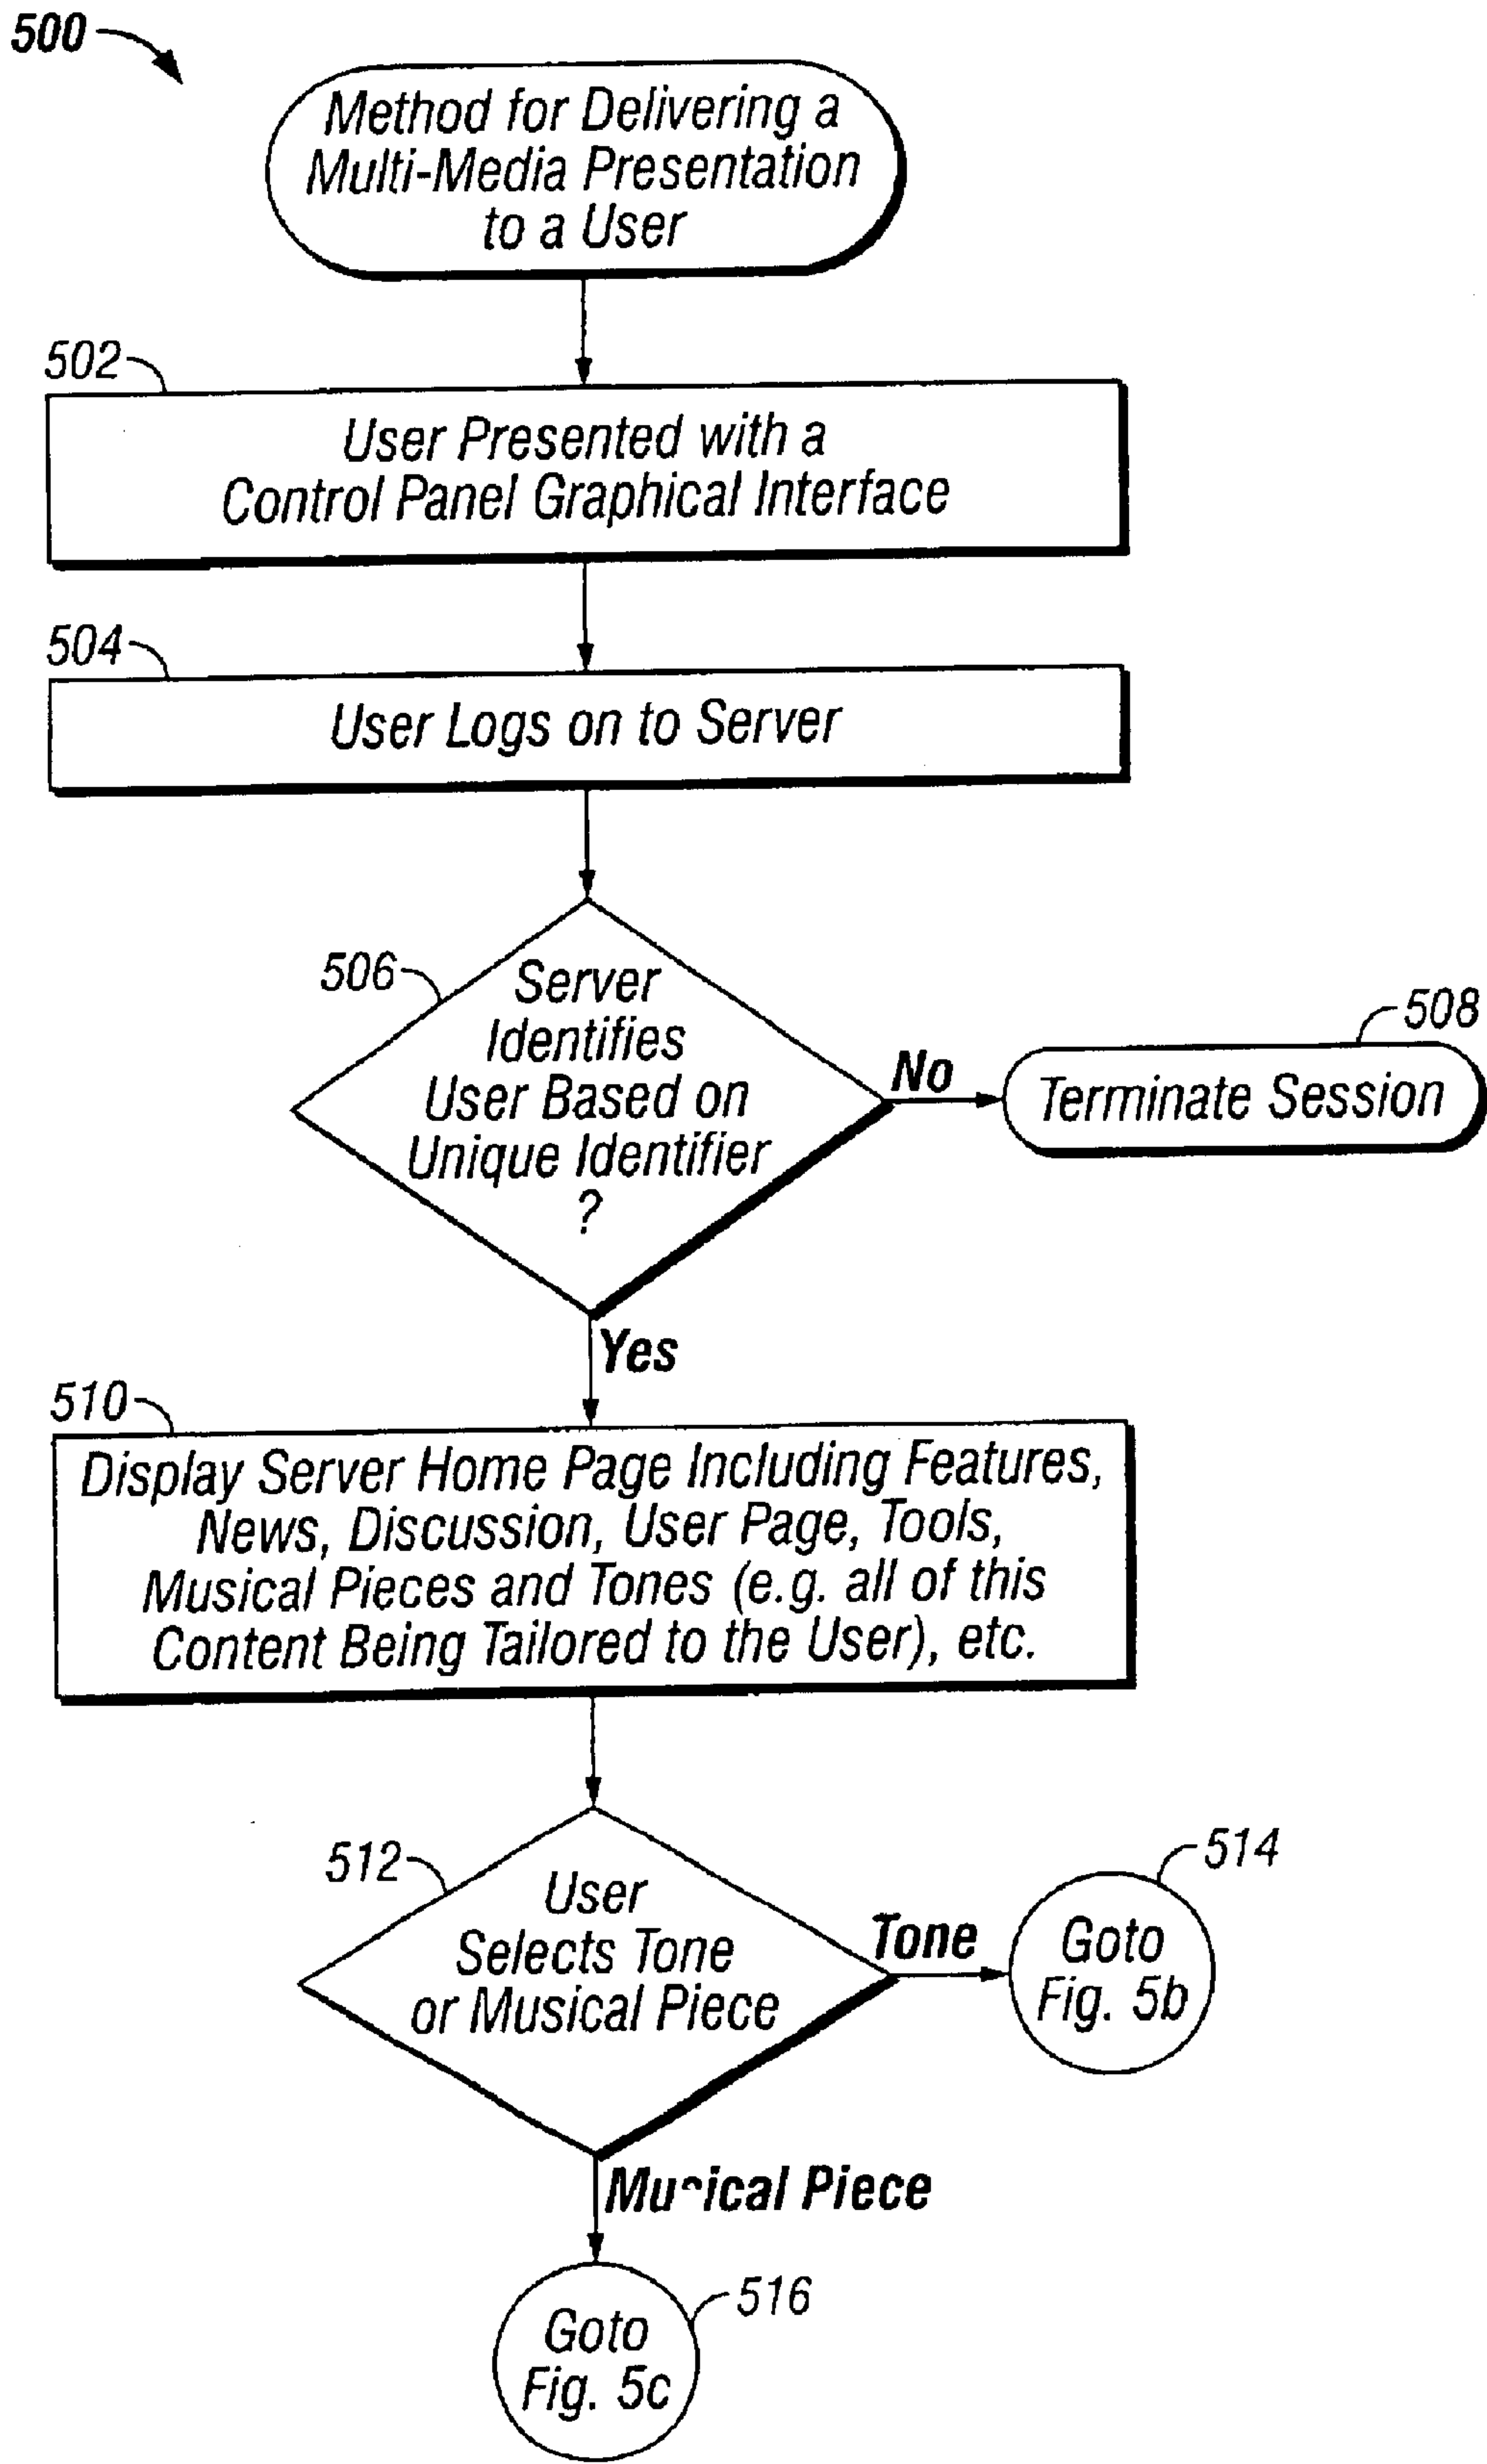 500
Method for Delivering a
Multi-Media Presentation
to a User
502
User Presented with a
Control Panel Graphical Interface
504
User Logs on to Server
506
Server
Identifies
User Based on
Unique Identifier
?
No
508
Terminate Session
Yes
510
Display Server Home Page Including Features,
News, Discussion, User Page, Tools,
Musical Pieces and Tones (e.g. all of this
Content Being Tailored to the User), etc.
512
User
Selects Tone
or Musical Piece
Tone
514
Goto
Fig. 5b
Musical Piece
516
Goto
Fig. 5c